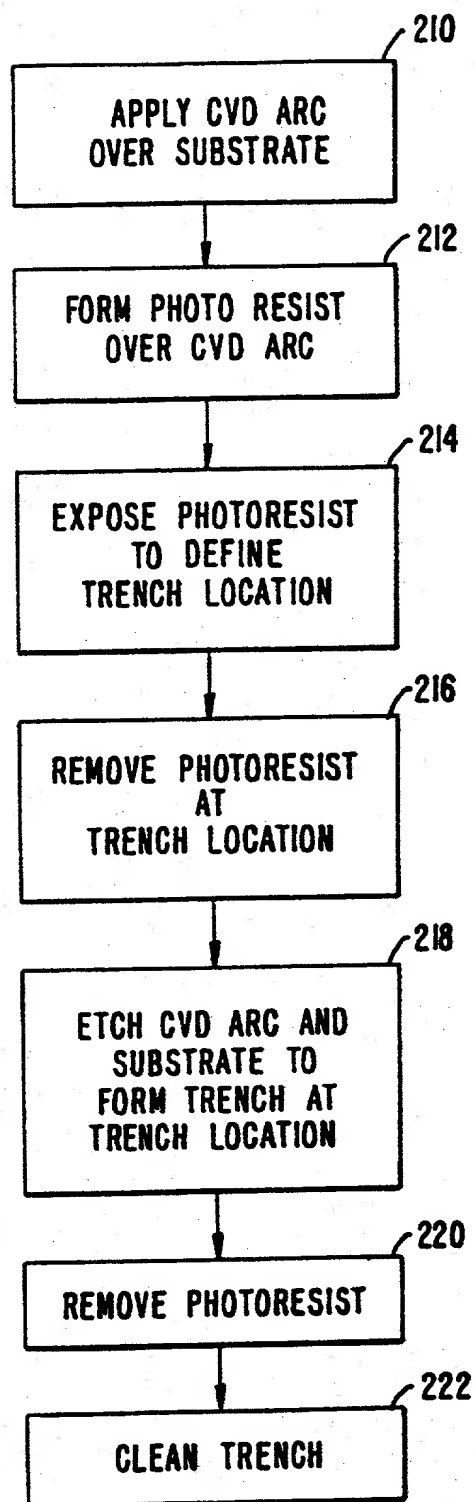 210
APPLY CVD ARC
OVER SUBSTRATE
212
FORM PHOTO RESIST
OVER CVD ARC
214
EXPOSE PHOTORESIST
TO DEFINE
TRENCH LOCATION
216
REMOVE PHOTORESIST
AT
TRENCH LOCATION
218
ETCH CVD ARC AND
SUBSTRATE TO
FORM TRENCH AT
TRENCH LOCATION
220
REMOVE PHOTORESIST
222
CLEAN TRENCH